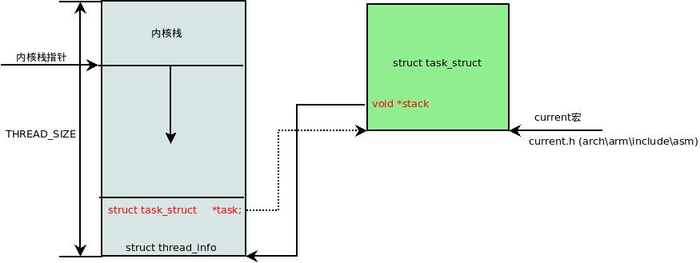 内核栈
内核栈指针
THREAD_SIZE
struct task_struct *task;
struct thread_info
struct task_struct
void *stack
current宏
current.h (arch\arm\include\asm)